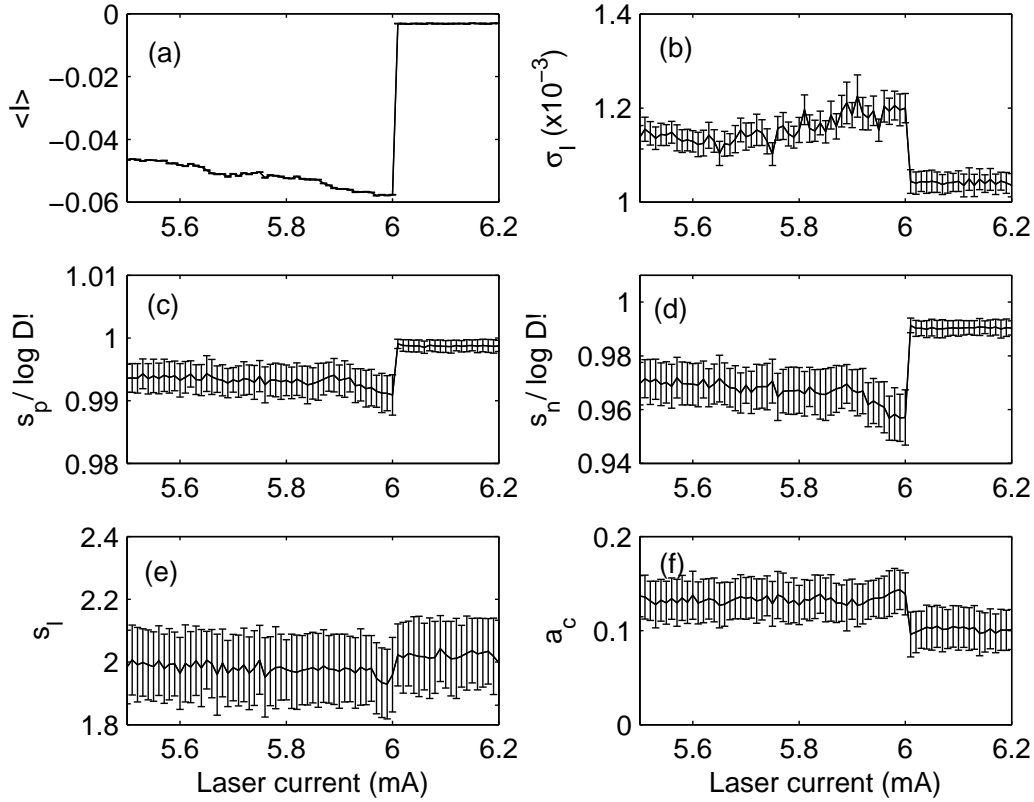 (a)
<I>
0
−0.02
−0.04
−0.06
5.6 5.8 6 6.2
(b)
σI (x10−3)
1.4
1.2
1
5.6 5.8 6 6.2
(c)
sp/ log D!
1.01
1
0.99
0.98
5.6 5.8 6 6.2
(d)
sn/ log D!
1
0.98
0.96
0.94
5.6 5.8 6 6.2
(e)
sI
2.4
2.2
2
1.8
5.6 5.8 6 6.2
Laser current (mA)
(f)
ac
0.2
0.1
0
5.6 5.8 6 6.2
Laser current (mA)